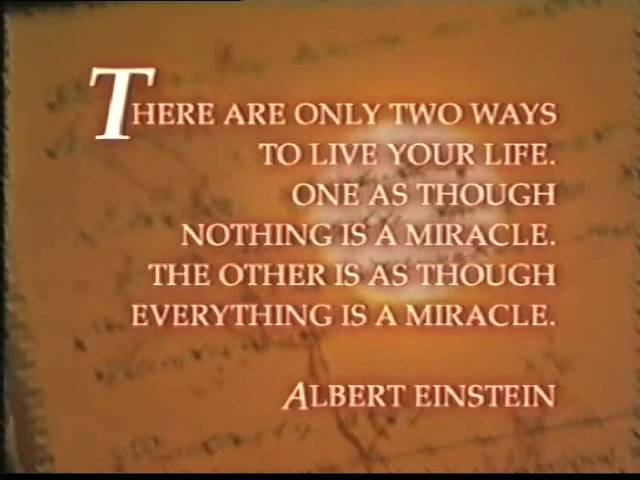 THERE ARE ONLY TWO WAYS
TO LIVE YOUR LIFE.
ONE AS THOUGH
NOTHING IS A MIRACLE.
THE OTHER IS AS THOUGH
EVERYTHING IS A MIRACLE.
ALBERT EINSTEIN